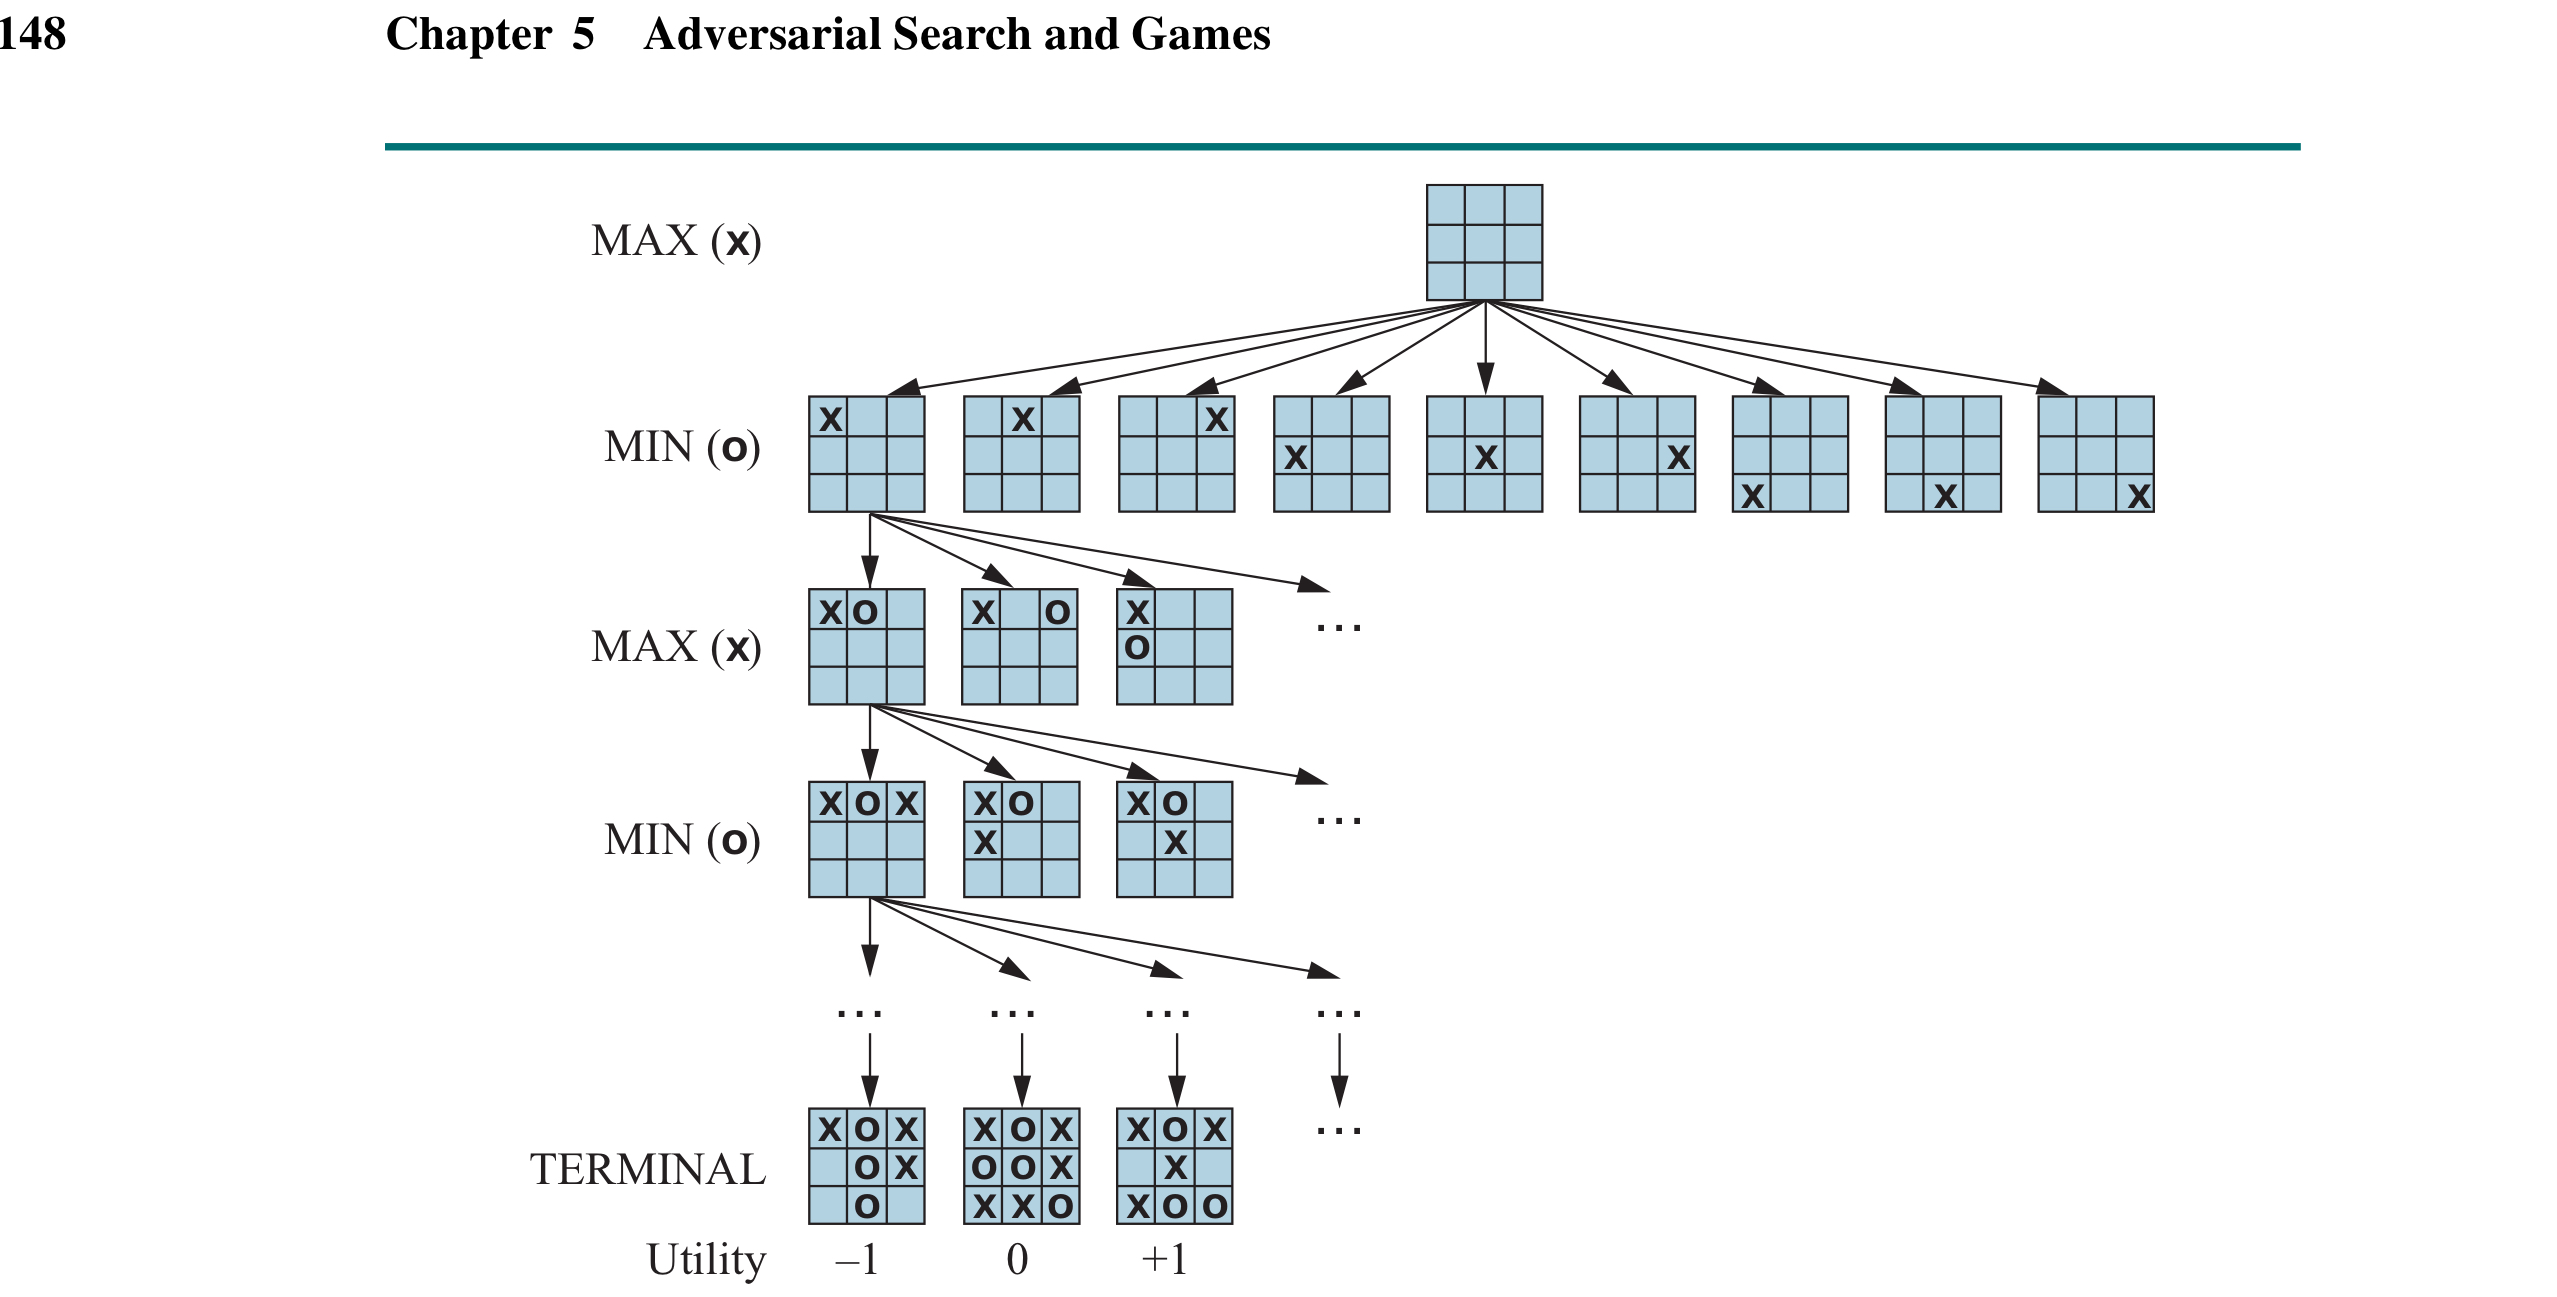 148 Chapter 5 Adversarial Search and Games
MAX (X)
MIN (O)
X X X X X X X X X
MAX (X)
X O
X O
X
O
...
MIN (O)
X O X
X O
X
X O
X
...
... ... ... ...
TERMINAL
X O X
O X
O
X O X
O O X
X X O
X O X
X
X O O
...
Utility –1 0 +1